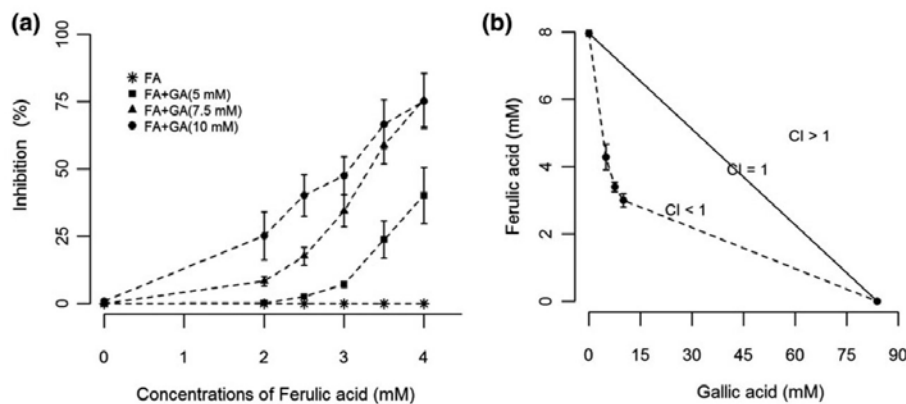 (a)
100
75
50
25
0
Inhibition (%)
FA
FA+GA(5 mM)
FA+GA(7.5 mM)
FA+GA(10 mM)
0 1 2 3 4
Concentrations of Ferulic acid (mM)
(b)
8
6
4
2
0
Ferulic acid (mM)
CI > 1
CI = 1
CI < 1
0 15 30 45 60 75 90
Gallic acid (mM)